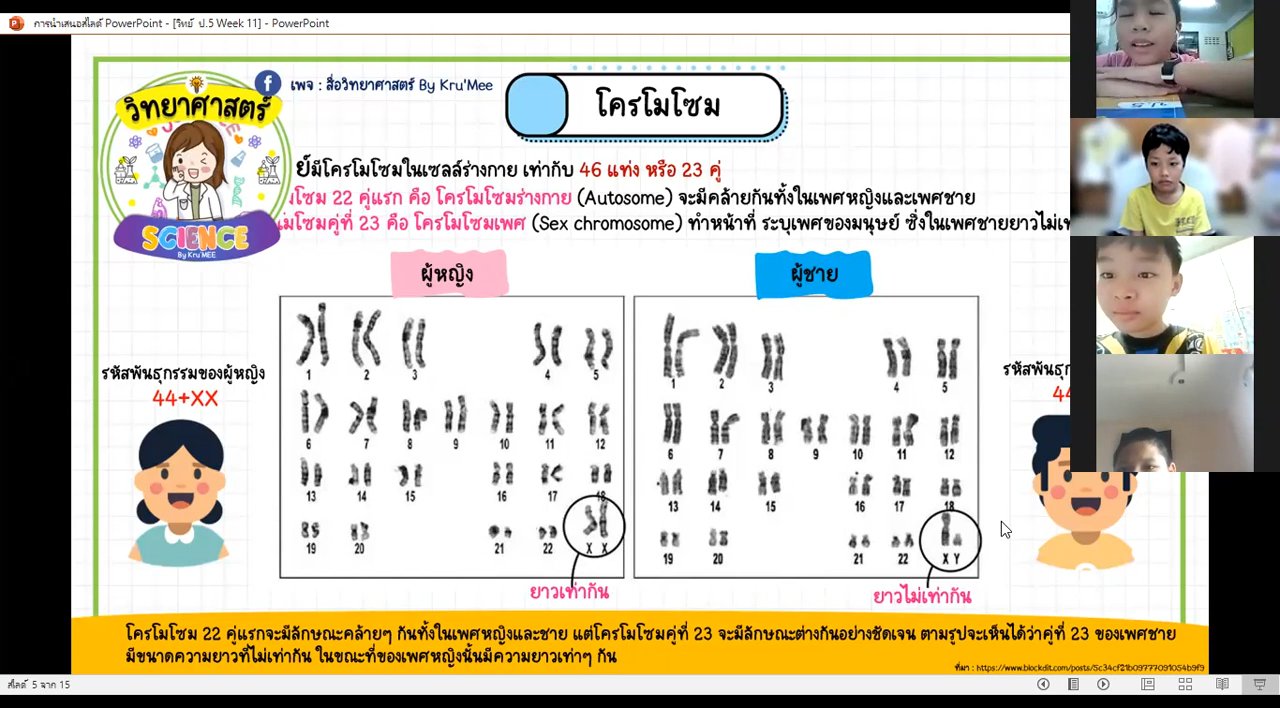 การนำเสนอสไลด์ PowerPoint - [วิทย์ ป.5 Week 11] - PowerPoint
เพจ : สื่อวิทยาศาสตร์ By Kru'Mee
วิทยาศาสตร์
SCIENCE
By Kru'MEE
โครโมโซม
ย์มีโครโมโซมในเซลล์ร่างกาย เท่ากับ 46 แท่ง หรือ 23 คู่
โซม 22 คู่แรก คือ โครโมโซมร่างกาย (Autosome) จะมีคล้ายกันทั้งในเพศหญิงและเพศชาย
โซมคู่ที่ 23 คือ โครโมโซมเพศ (Sex chromosome) ทำหน้าที่ ระบุเพศของมนุษย์ ซึ่งในเพศชายยาวไม่เท
ผู้หญิง
ผู้ชาย
รหัสพันธุกรรมของผู้หญิง
44+XX
1 2 3 4 5
6 7 8 9 10 11 12
13 14 15 16 17 18
19 20 21 22 X X
ยาวเท่ากัน
1 2 3 4 5
6 7 8 9 10 11 12
13 14 15 16 17 18
19 20 21 22 X Y
ยาวไม่เท่ากัน
รหัสพันธุก
44
โครโมโซม 22 คู่แรกจะมีลักษณะคล้ายๆ กันทั้งในเพศหญิงและชาย แต่โครโมโซมคู่ที่ 23 จะมีลักษณะต่างกันอย่างชัดเจน ตามรูปจะเห็นได้ว่าคู่ที่ 23 ของเพศชาย
มีขนาดความยาวที่ไม่เท่ากัน ในขณะที่ของเพศหญิงนั้นมีความยาวเท่าๆ กัน
ที่มา : https://www.blockdit.com/posts/5c34cf21b09777091054b9f9
สไลด์ 5 จาก 15